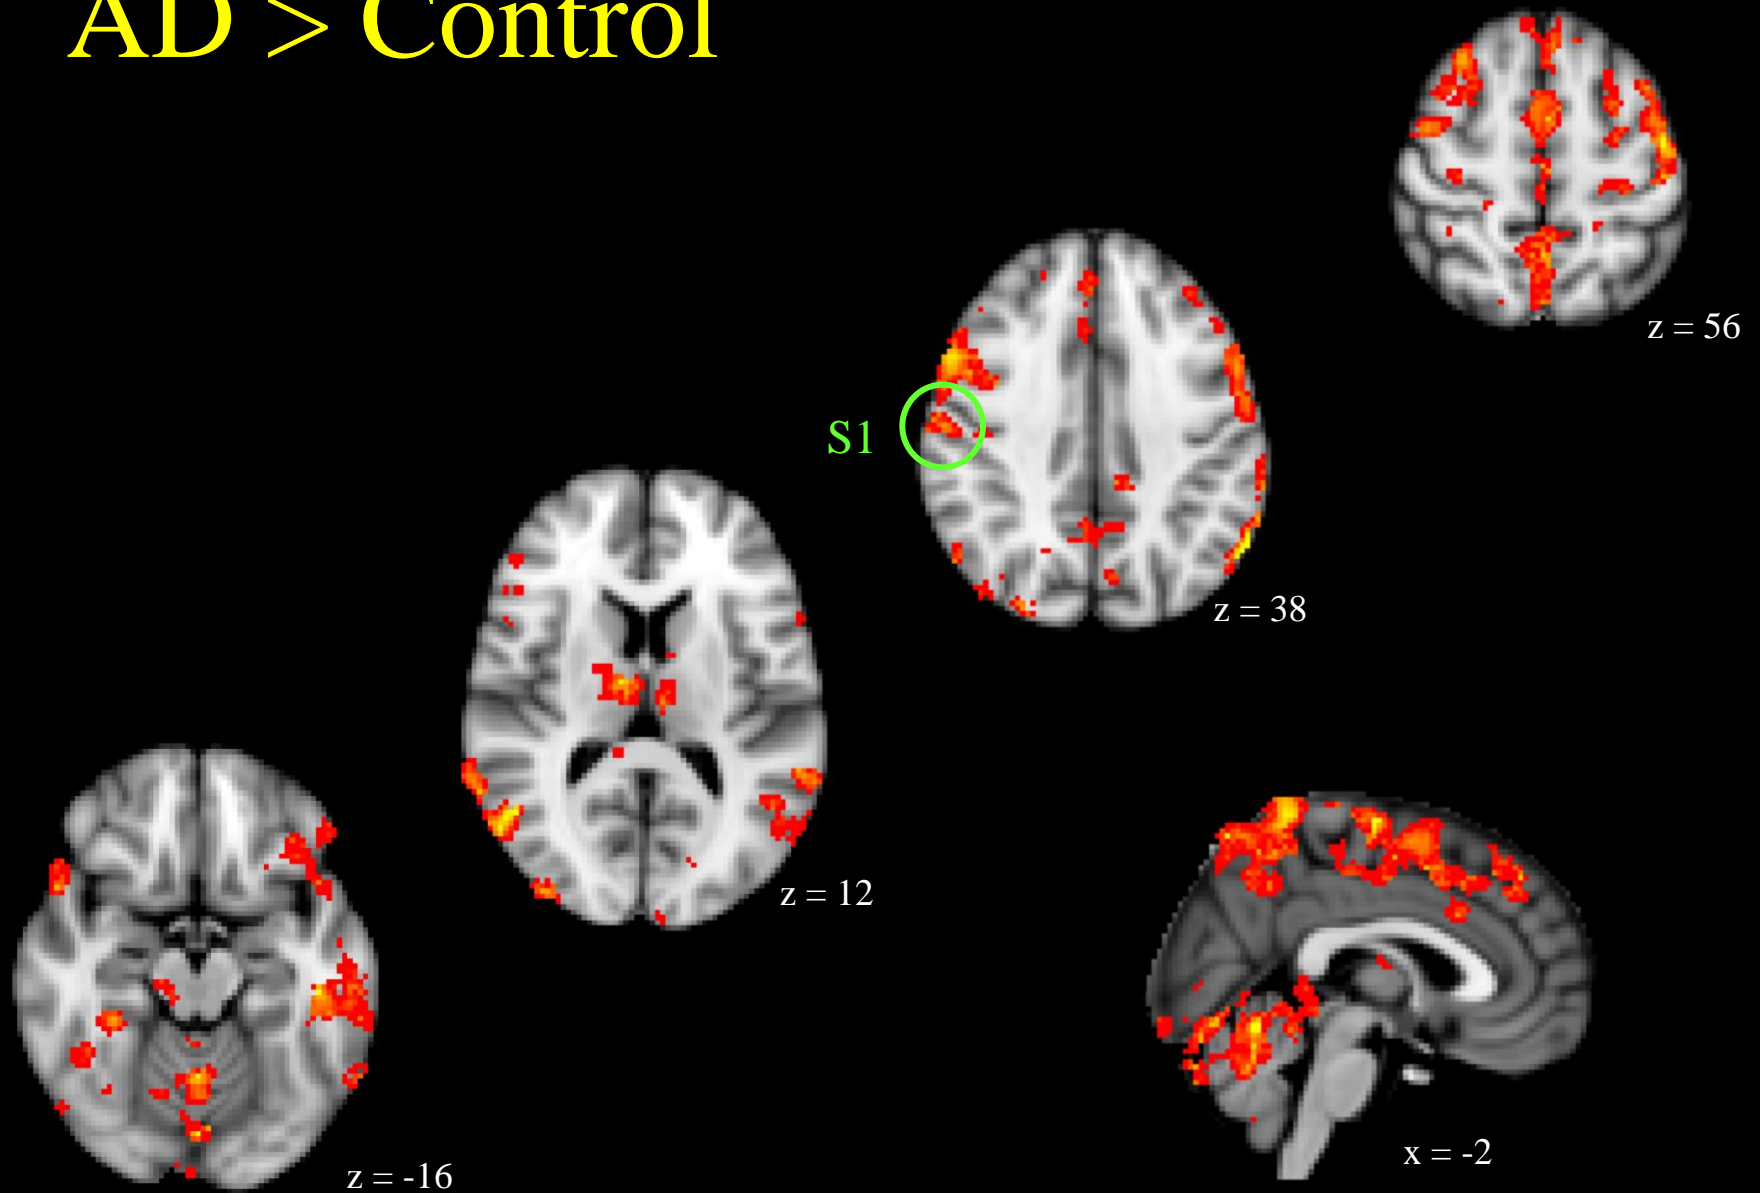 AD > Control
z = 56
S1
z = 38
z = 12
z = -16
x = -2